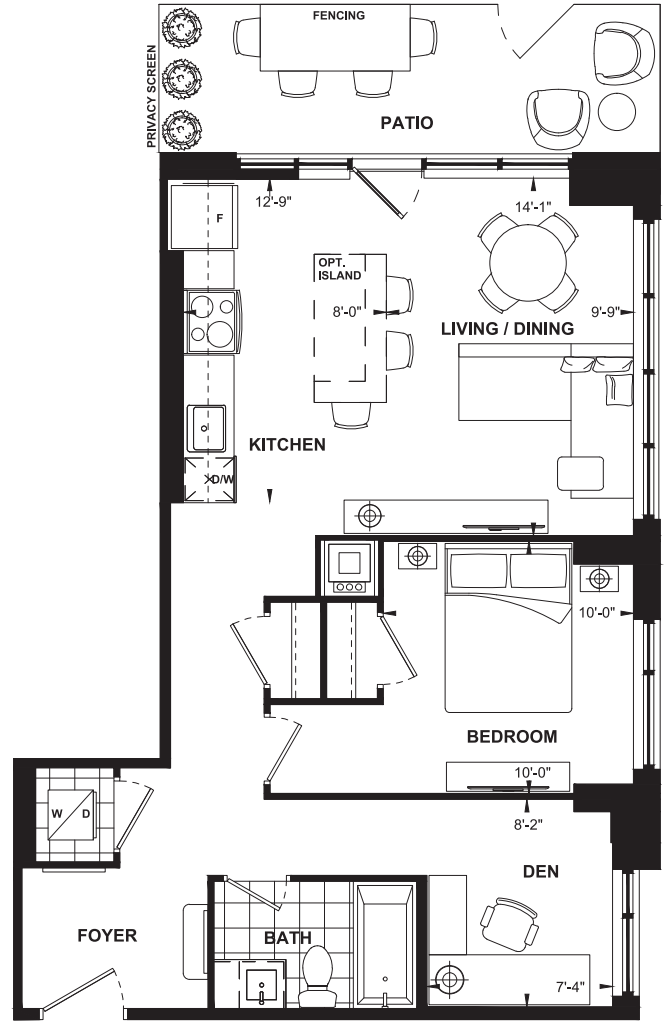 FENCING
PRIVACY SCREEN
PATIO
12'-9"
14'-1"
F
OPT.
ISLAND
8'-0"
9'-9"
LIVING / DINING
KITCHEN
D/W
10'-0"
BEDROOM
10'-0"
8'-2"
W
D
DEN
FOYER
BATH
7'-4"